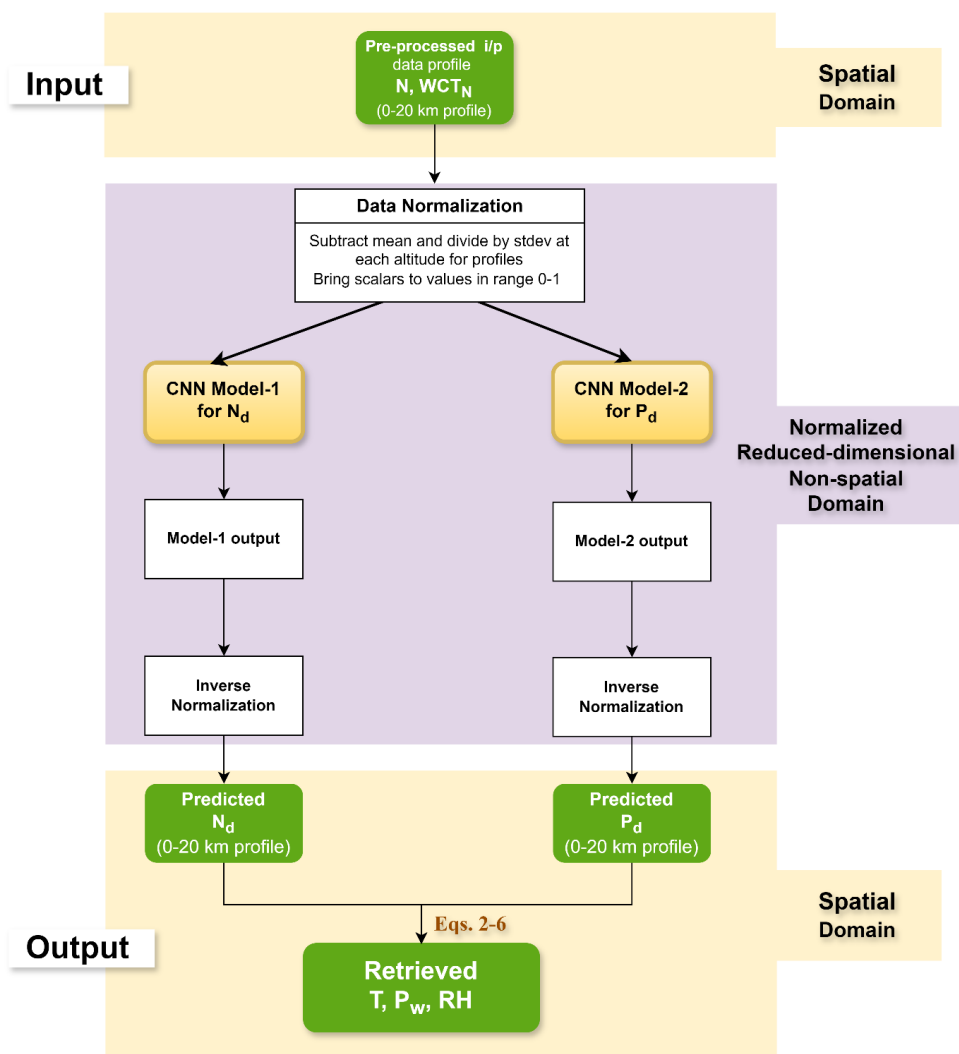 Input
Pre-processed i/p
data profile
N, WCT_N
(0-20 km profile)
Spatial
Domain
Data Normalization
Subtract mean and divide by stdev at
each altitude for profiles
Bring scalars to values in range 0-1
CNN Model-1
for N_d
CNN Model-2
for P_d
Normalized
Reduced-dimensional
Non-spatial
Domain
Model-1 output
Model-2 output
Inverse
Normalization
Inverse
Normalization
Predicted
N_d
(0-20 km profile)
Predicted
P_d
(0-20 km profile)
Eqs. 2-6
Spatial
Domain
Output
Retrieved
T, P_w, RH